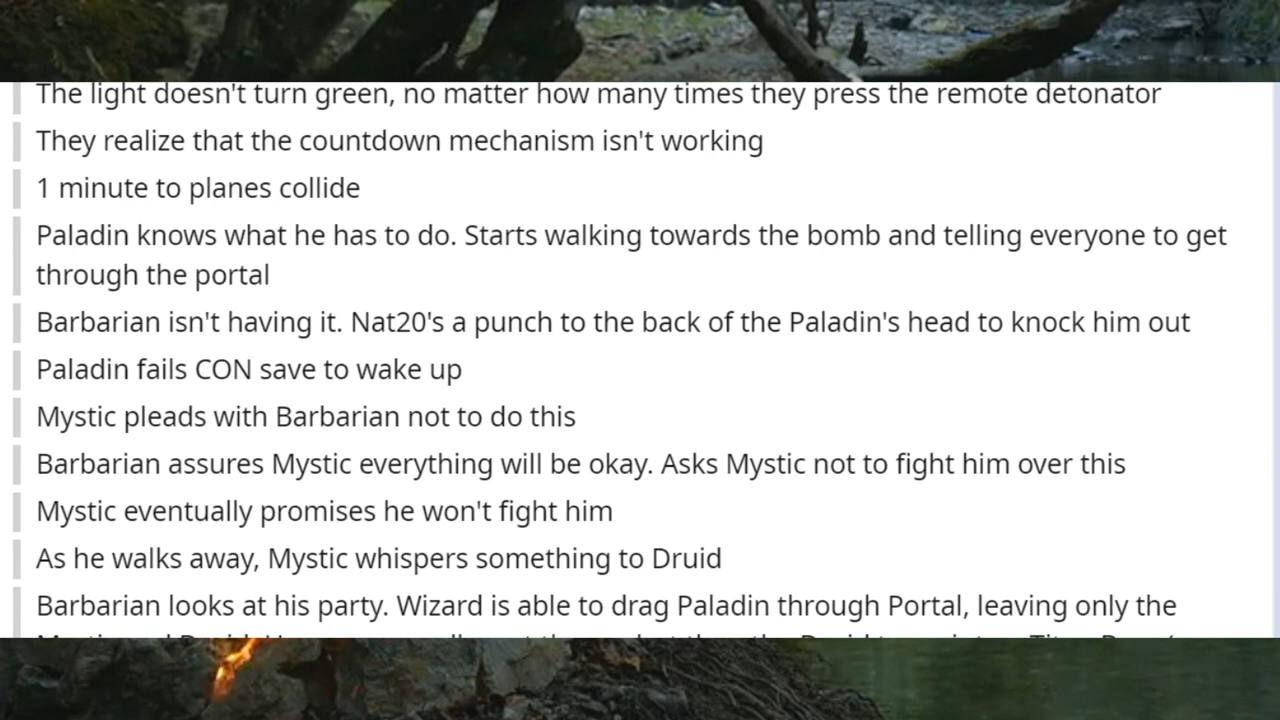 The light doesn't turn green, no matter how many times they press the remote detonator
They realize that the countdown mechanism isn't working
1 minute to planes collide
Paladin knows what he has to do. Starts walking towards the bomb and telling everyone to get
through the portal
Barbarian isn't having it. Nat20's a punch to the back of the Paladin's head to knock him out
Paladin fails CON save to wake up
Mystic pleads with Barbarian not to do this
Barbarian assures Mystic everything will be okay. Asks Mystic not to fight him over this
Mystic eventually promises he won't fight him
As he walks away, Mystic whispers something to Druid
Barbarian looks at his party. Wizard is able to drag Paladin through Portal, leaving only the